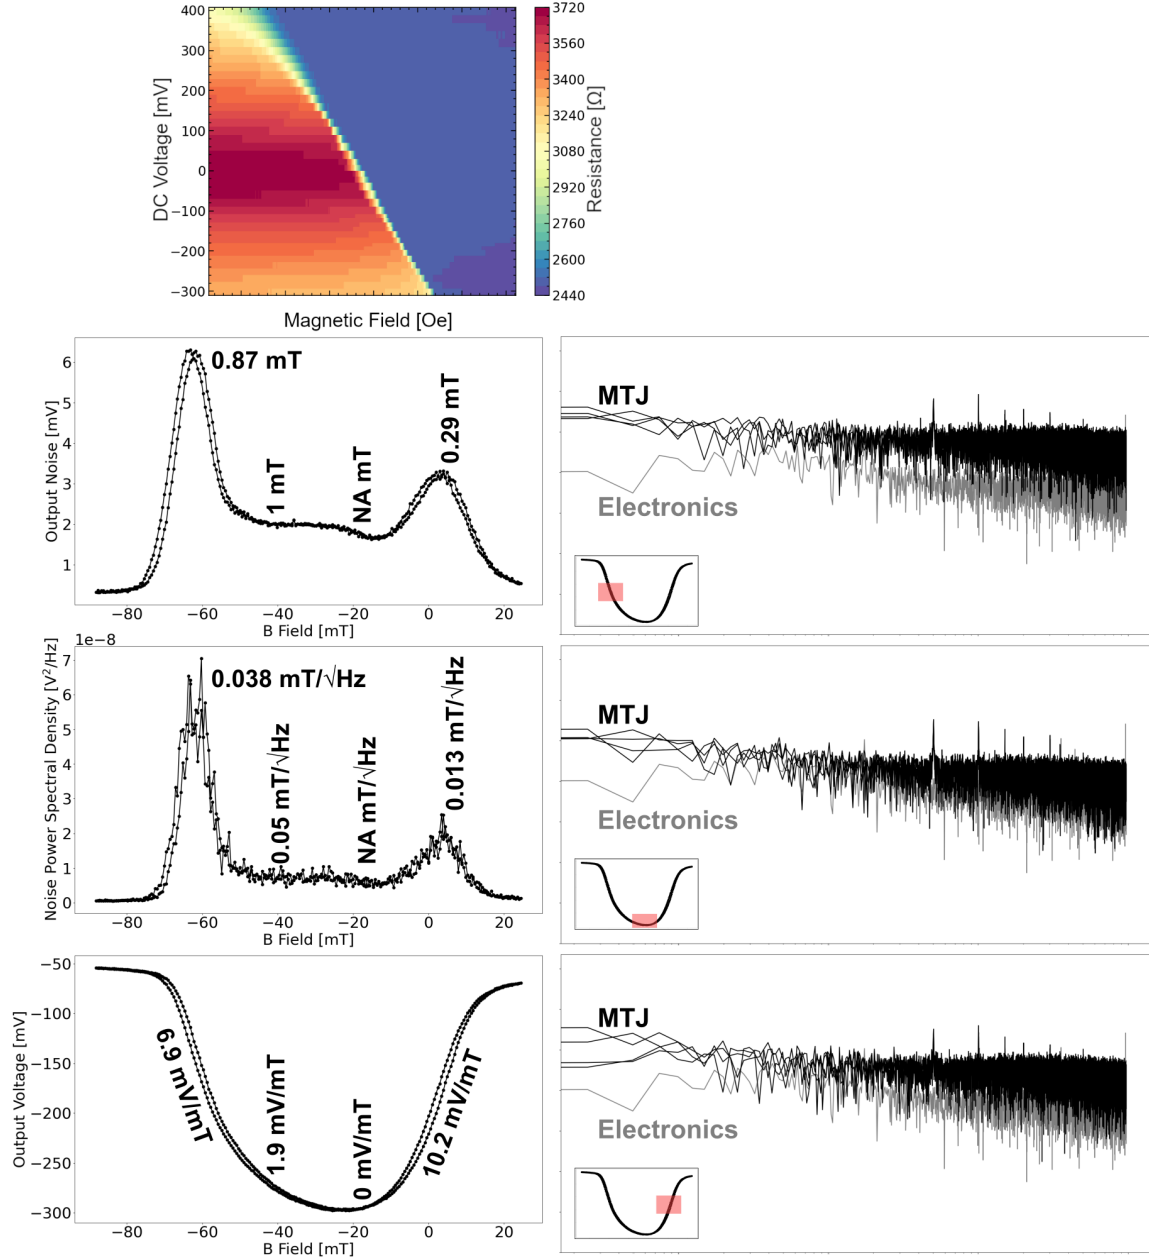 400
300
200
100
0
−100
−200
−300
DC Voltage [mV]
Magnetic Field [Oe]
3720
3560
3400
3240
3080
2920
2760
2600
2440
Resistance [Ω]
6
5
4
3
2
1
Output Noise [mV]
0.87 mT
1 mT
NA mT
0.29 mT
−80
−60
−40
−20
0
20
B Field [mT]
MTJ
Electronics
1e−8
7
6
5
4
3
2
1
0
Noise Power Spectral Density [V²/Hz]
0.038 mT/√Hz
0.05 mT/√Hz
NA mT/√Hz
0.013 mT/√Hz
−80
−60
−40
−20
0
20
B Field [mT]
MTJ
Electronics
−50
−100
−150
−200
−250
−300
Output Voltage [mV]
6.9 mV/mT
1.9 mV/mT
0 mV/mT
10.2 mV/mT
−80
−60
−40
−20
0
20
B Field [mT]
MTJ
Electronics